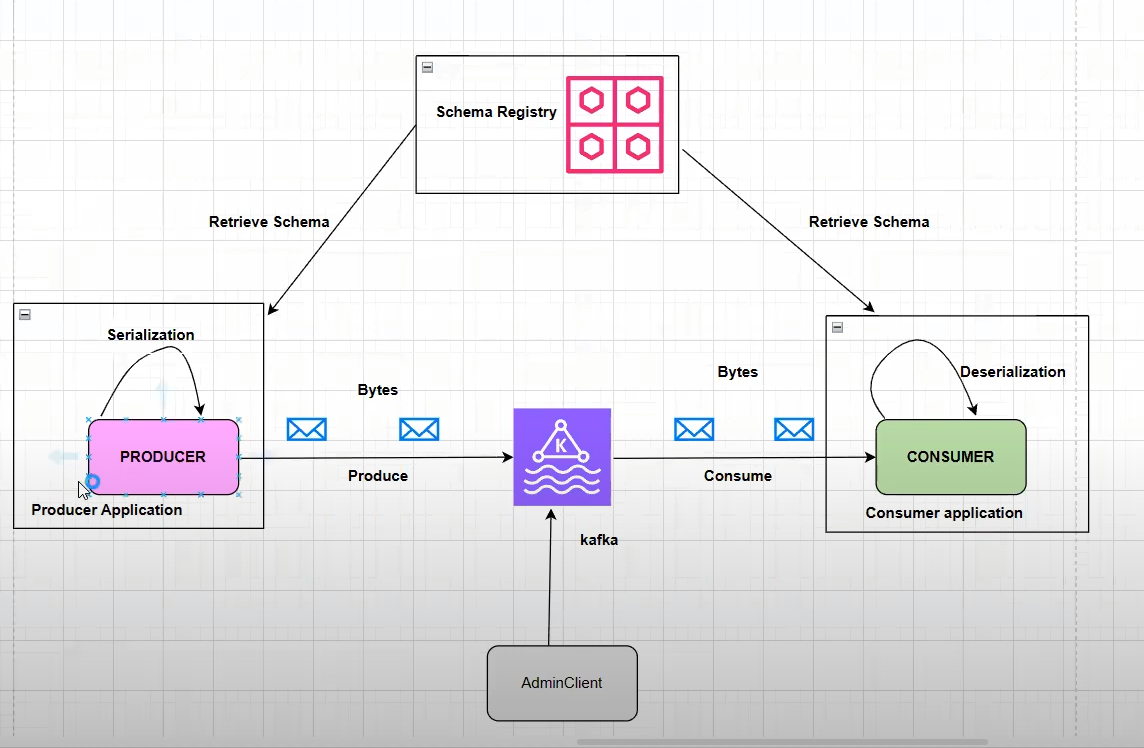 Schema Registry
Retrieve Schema
Retrieve Schema
Serialization
Bytes
Bytes
Deserialization
PRODUCER
K
CONSUMER
Produce
Consume
Producer Application
Consumer application
kafka
AdminClient